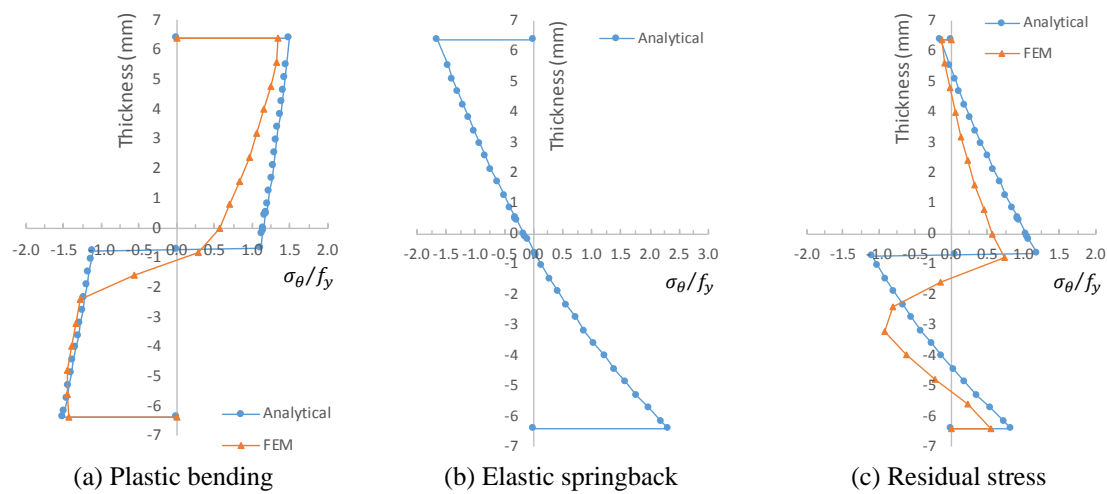 7
6
5
4
3
2
1
0
-1
-2
-3
-4
-5
-6
-7
-2.0 -1.5 -1.0 -0.5 0.0 0.5 1.0 1.5 2.0
Thickness (mm)
σθ/fy
Analytical
FEM
(a) Plastic bending
7
6
5
4
3
2
1
0
-1
-2
-3
-4
-5
-6
-7
-2.0 -1.5 -1.0 -0.5 0.0 0.5 1.0 1.5 2.0 2.5 3.0
Thickness (mm)
σθ/fy
Analytical
(b) Elastic springback
7
6
5
4
3
2
1
0
-1
-2
-3
-4
-5
-6
-7
-2.0 -1.5 -1.0 -0.5 0.0 0.5 1.0 1.5 2.0
Thickness (mm)
σθ/fy
Analytical
FEM
(c) Residual stress